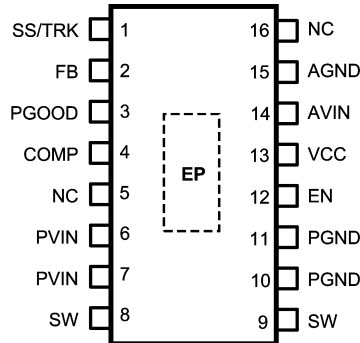 SS/TRK 1 16 NC
FB 2 15 AGND
PGOOD 3 14 AVIN
COMP 4 13 VCC
EP
NC 5 12 EN
PVIN 6 11 PGND
PVIN 7 10 PGND
SW 8 9 SW